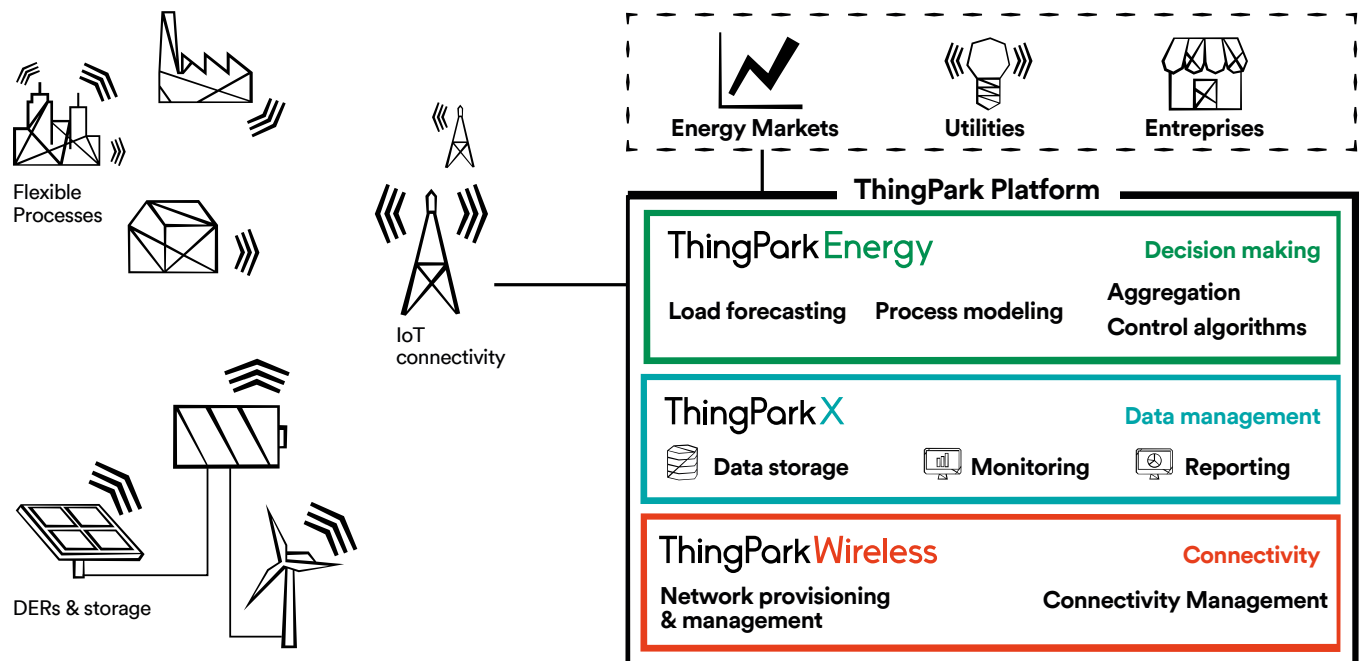 Energy Markets
Utilities
Entreprises
Flexible
Processes
IoT
connectivity
DERs & storage
ThingPark Platform
ThingPark Energy
Decision making
Load forecasting
Process modeling
Aggregation
Control algorithms
ThingPark X
Data management
Data storage
Monitoring
Reporting
ThingPark Wireless
Connectivity
Network provisioning
& management
Connectivity Management